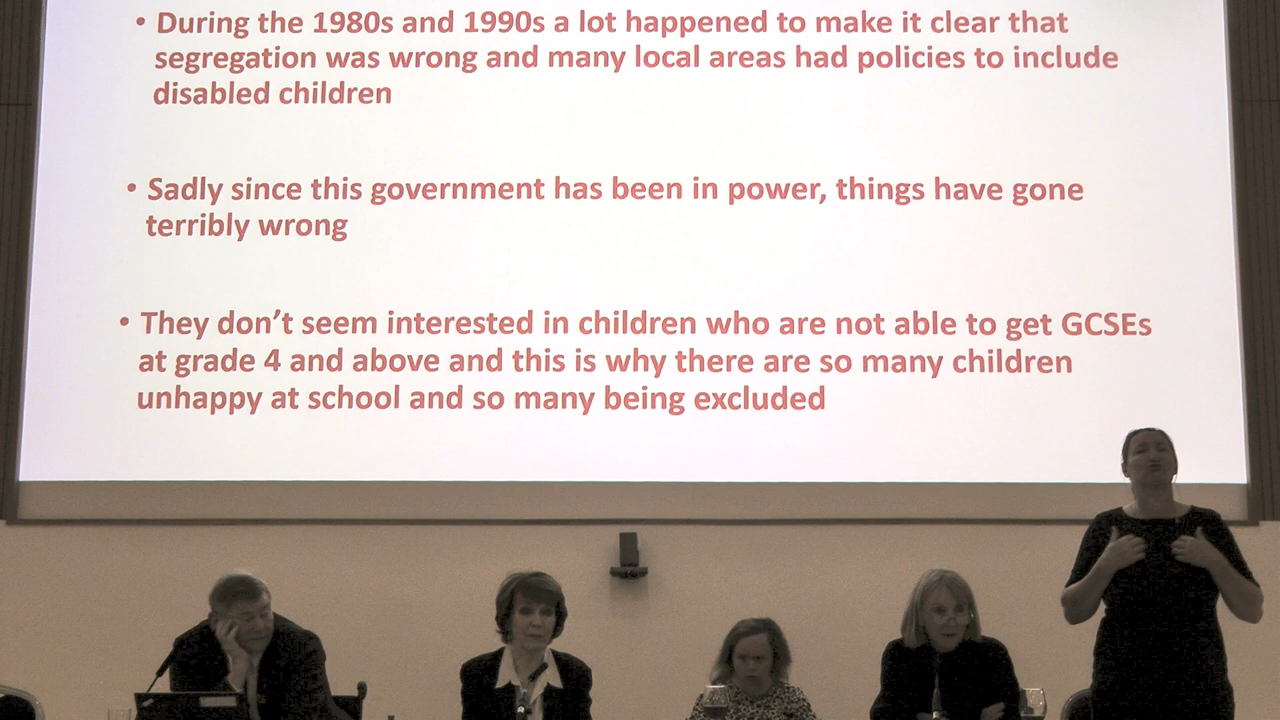 • During the 1980s and 1990s a lot happened to make it clear that
segregation was wrong and many local areas had policies to include
disabled children
• Sadly since this government has been in power, things have gone
terribly wrong
• They don't seem interested in children who are not able to get GCSEs
at grade 4 and above and this is why there are so many children
unhappy at school and so many being excluded